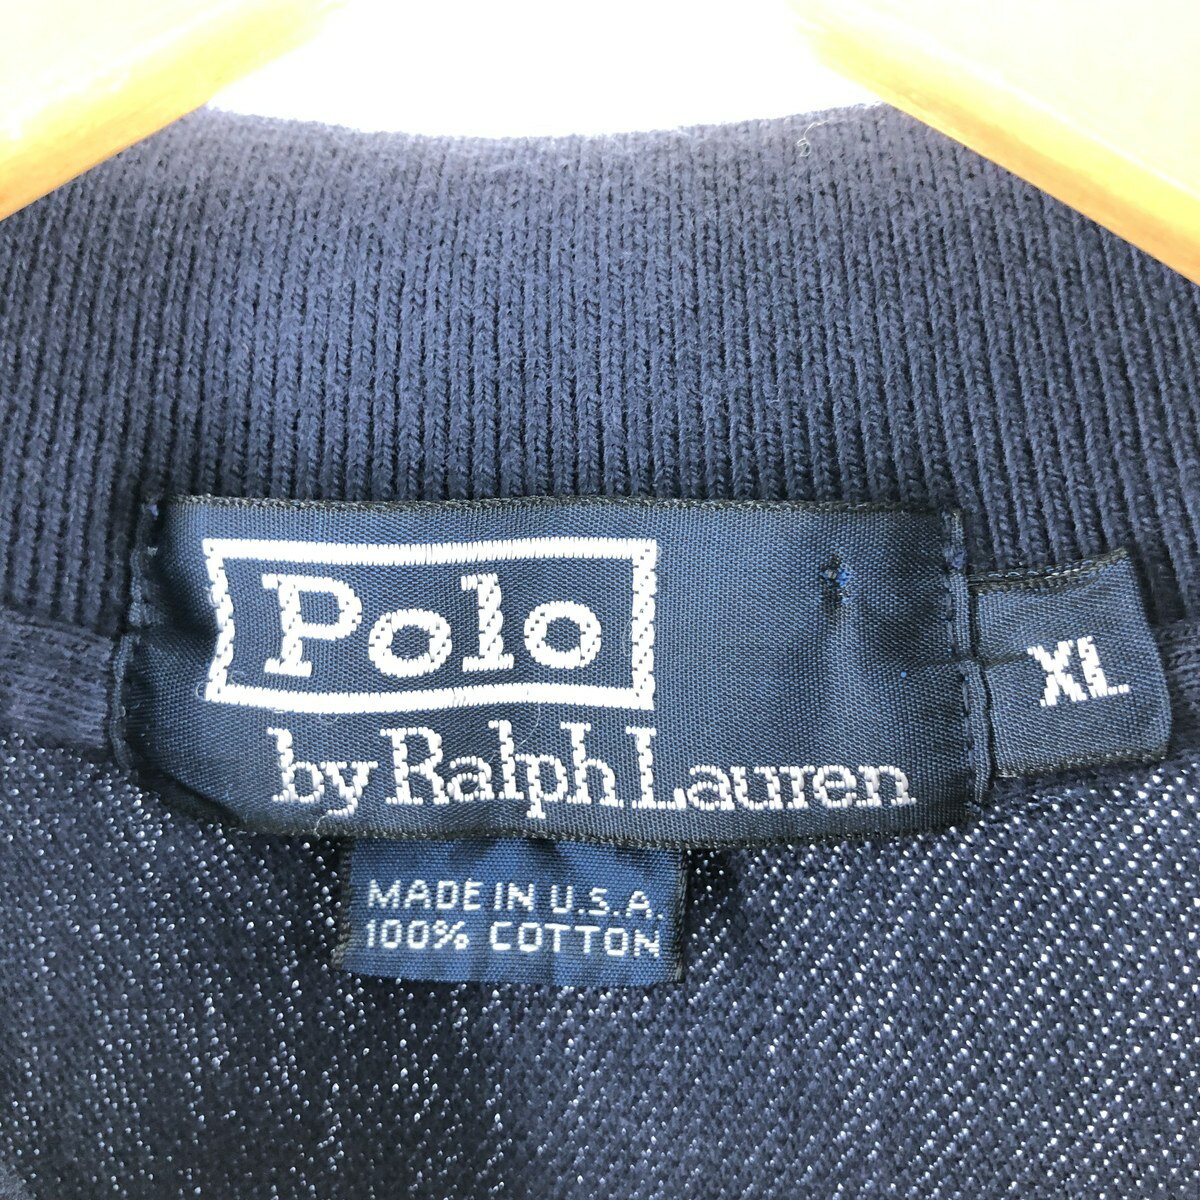 Polo
by Ralph Lauren
XL
MADE IN U.S.A.
100% COTTON